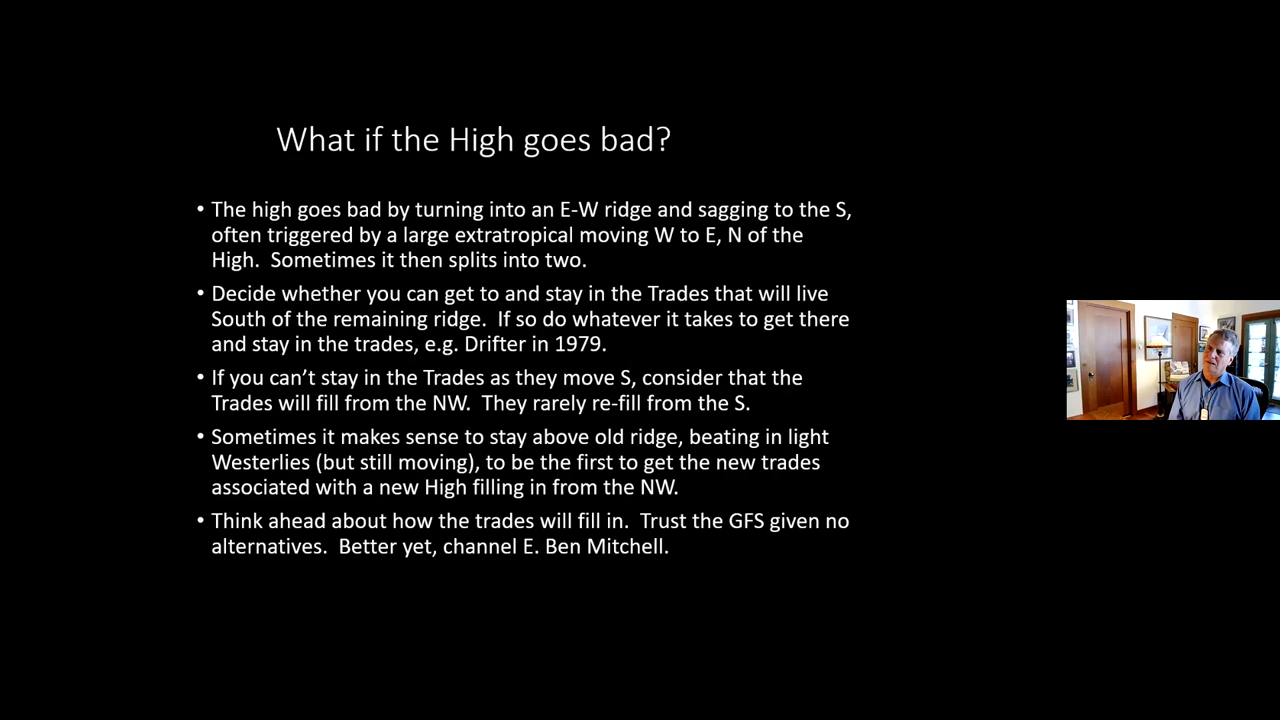 What if the High goes bad?
• The high goes bad by turning into an E-W ridge and sagging to the S,
often triggered by a large extratropical moving W to E, N of the
High.  Sometimes it then splits into two.
• Decide whether you can get to and stay in the Trades that will live
South of the remaining ridge.  If so do whatever it takes to get there
and stay in the trades, e.g. Drifter in 1979.
• If you can’t stay in the Trades as they move S, consider that the
Trades will fill from the NW.  They rarely re-fill from the S.
• Sometimes it makes sense to stay above old ridge, beating in light
Westerlies (but still moving), to be the first to get the new trades
associated with a new High filling in from the NW.
• Think ahead about how the trades will fill in.  Trust the GFS given no
alternatives.  Better yet, channel E. Ben Mitchell.